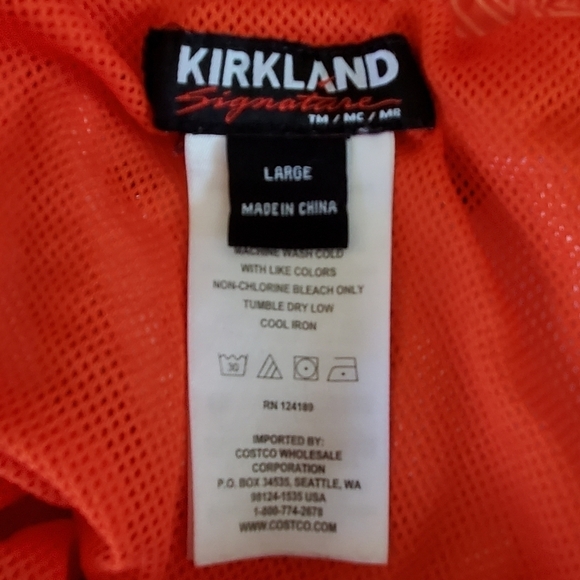 KIRKLAND
Signature
TM / MC / MR
LARGE
MADE IN CHINA
MACHINE WASH COLD
WITH LIKE COLORS
NON-CHLORINE BLEACH ONLY
TUMBLE DRY LOW
COOL IRON
30
RN 124189
IMPORTED BY:
COSTCO WHOLESALE
CORPORATION
P.O. BOX 34535, SEATTLE, WA
98124-1535 USA
1-800-774-2678
WWW.COSTCO.COM